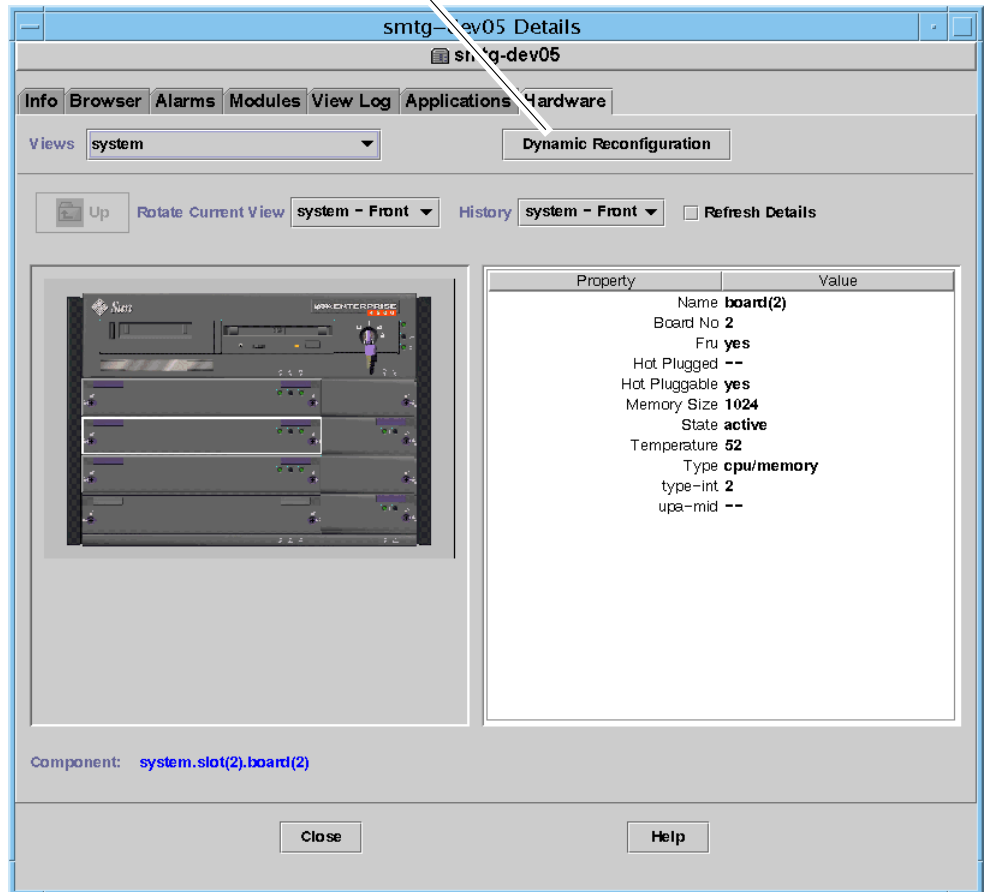 smtg-dev05 Details
smtg-dev05
Info Browser Alarms Modules View Log Applications Hardware
Views system Dynamic Reconfiguration
Up Rotate Current View system - Front History system - Front Refresh Details
Property Value
Name board(2)
Board No 2
Fru yes
Hot Plugged --
Hot Pluggable yes
Memory Size 1024
State active
Temperature 52
Type cpu/memory
type-int 2
upa-mid --
Sun
ENTERPRISE
Component: system.slot(2).board(2)
Close Help